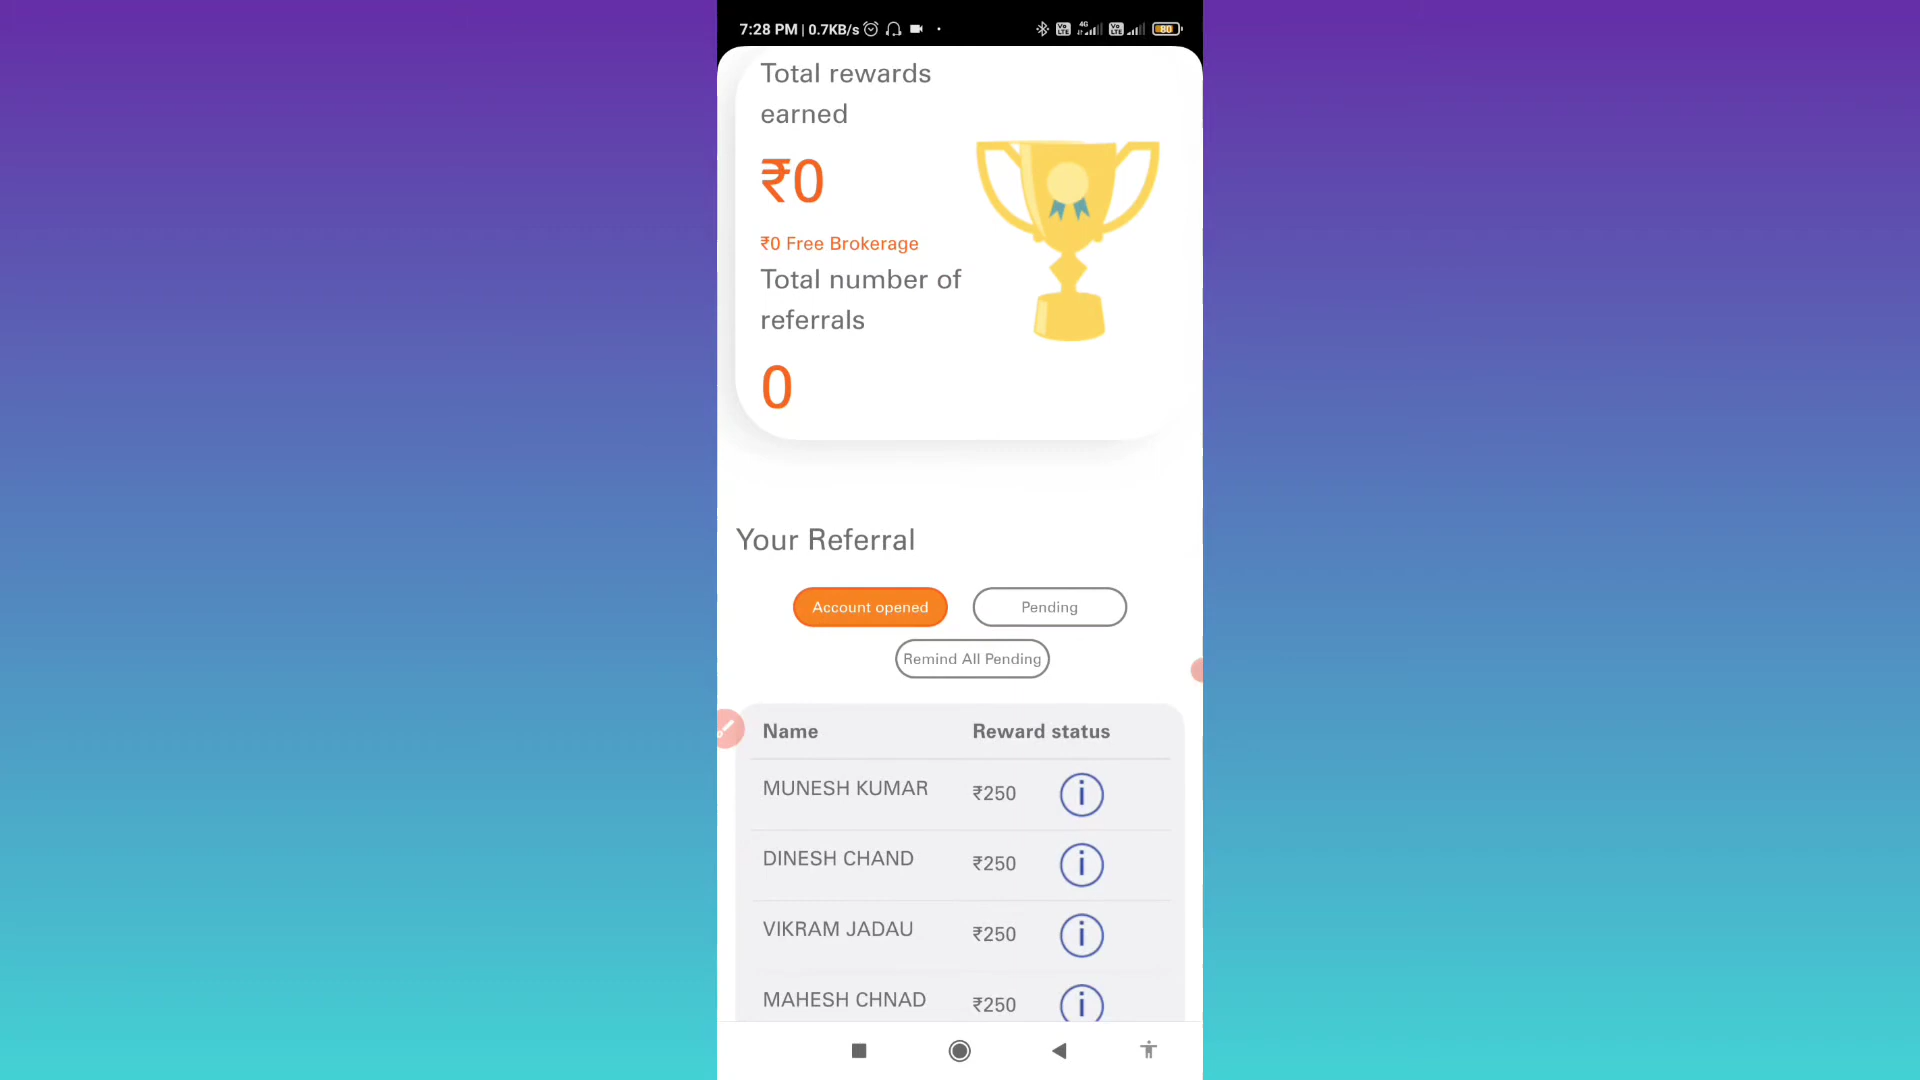 7:28 PM | 0.7KB/s
4G
80
Total rewards
earned
₹0
₹0 Free Brokerage
Total number of
referrals
0
Your Referral
Account opened
Pending
Remind All Pending
Name Reward status
MUNESH KUMAR ₹250 i
DINESH CHAND ₹250 i
VIKRAM JADAU ₹250 i
MAHESH CHNAD ₹250 i